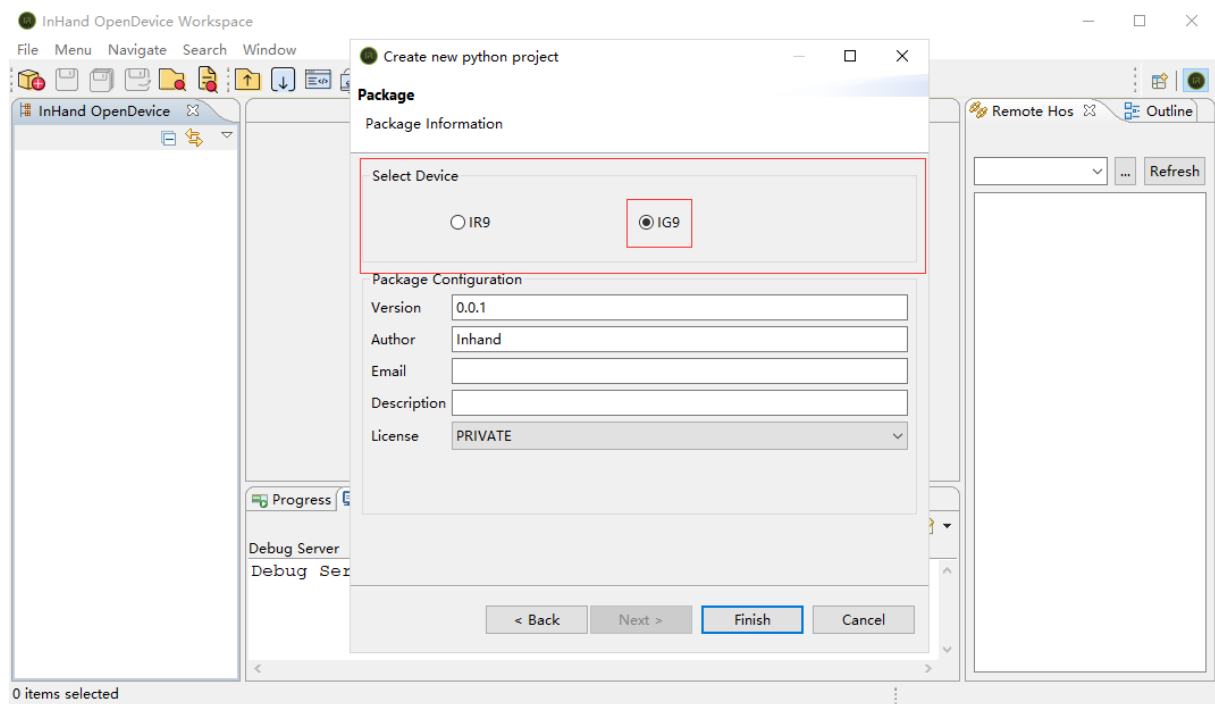 InHand OpenDevice Workspace
File Menu Navigate Search Window
InHand OpenDevice
Create new python project
Package
Package Information
Select Device
IR9
IG9
Package Configuration
Version 0.0.1
Author Inhand
Email
Description
License PRIVATE
< Back Next > Finish Cancel
Progress
Debug Server
Debug Ser
Remote Hos Outline
... Refresh
0 items selected